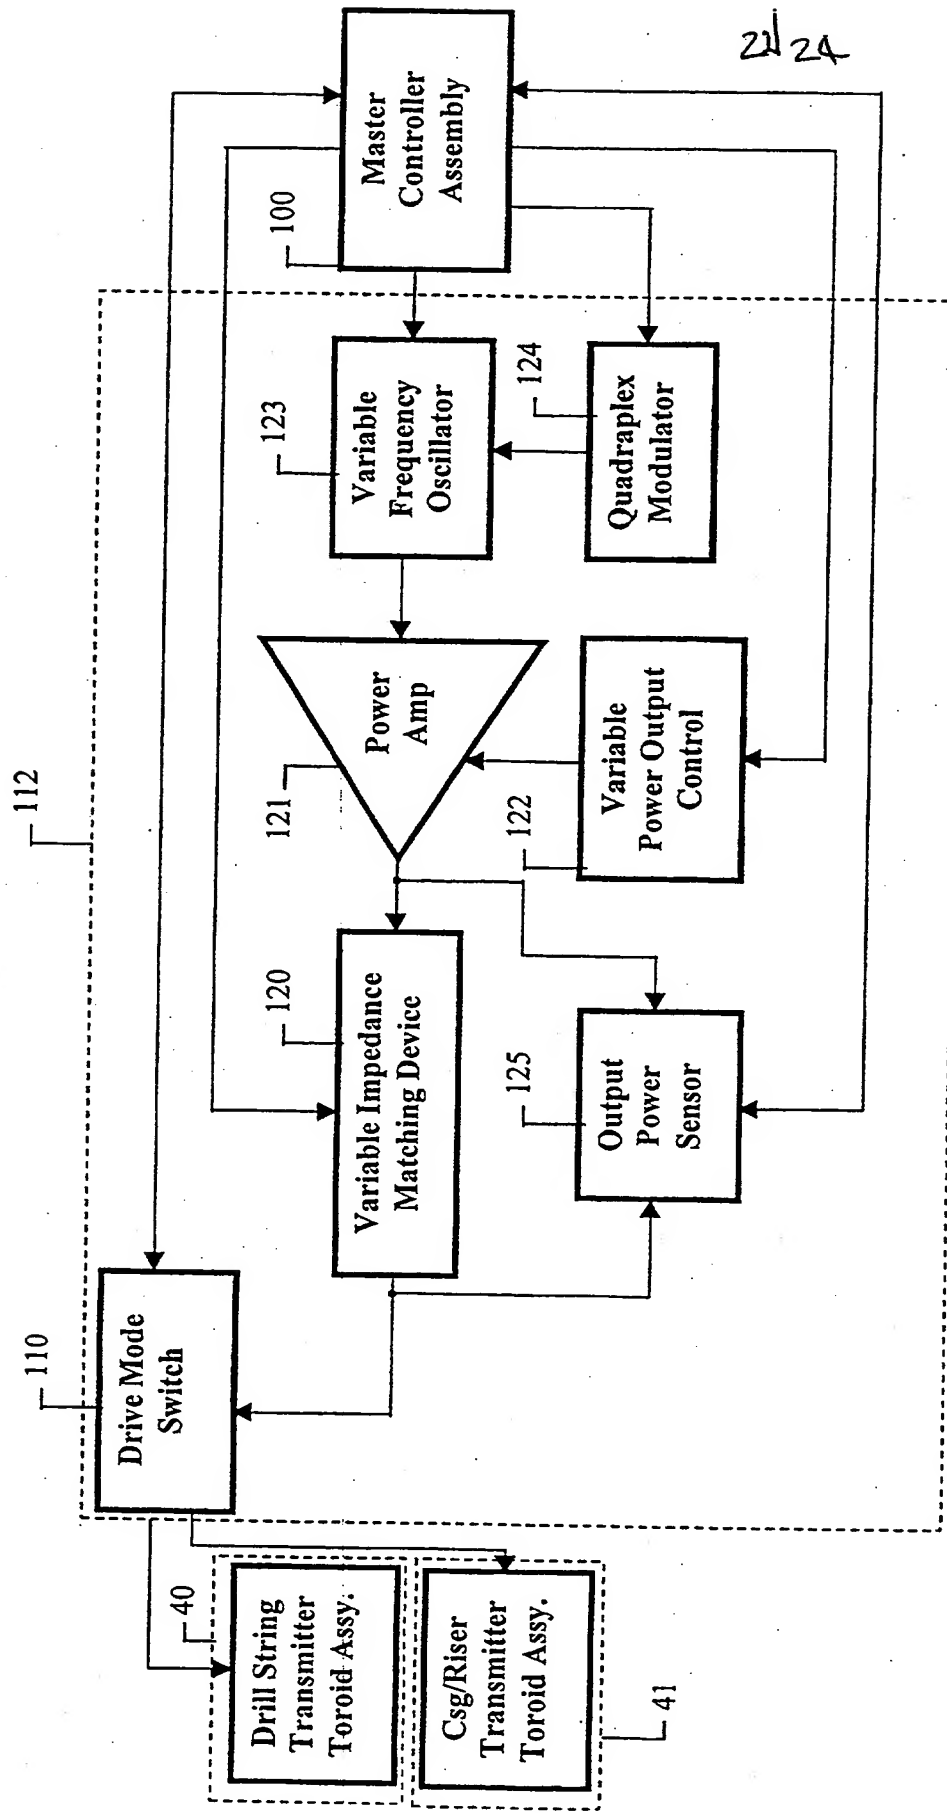 112
110
Drive Mode
Switch
40
Drill String
Transmitter
Toroid Assy.
Csg/Riser
Transmitter
Toroid Assy.
41
120
Variable Impedance
Matching Device
121
Power
Amp
123
Variable
Frequency
Oscillator
100
Master
Controller
Assembly
125
Output
Power
Sensor
122
Variable
Power Output
Control
124
Quadraplex
Modulator